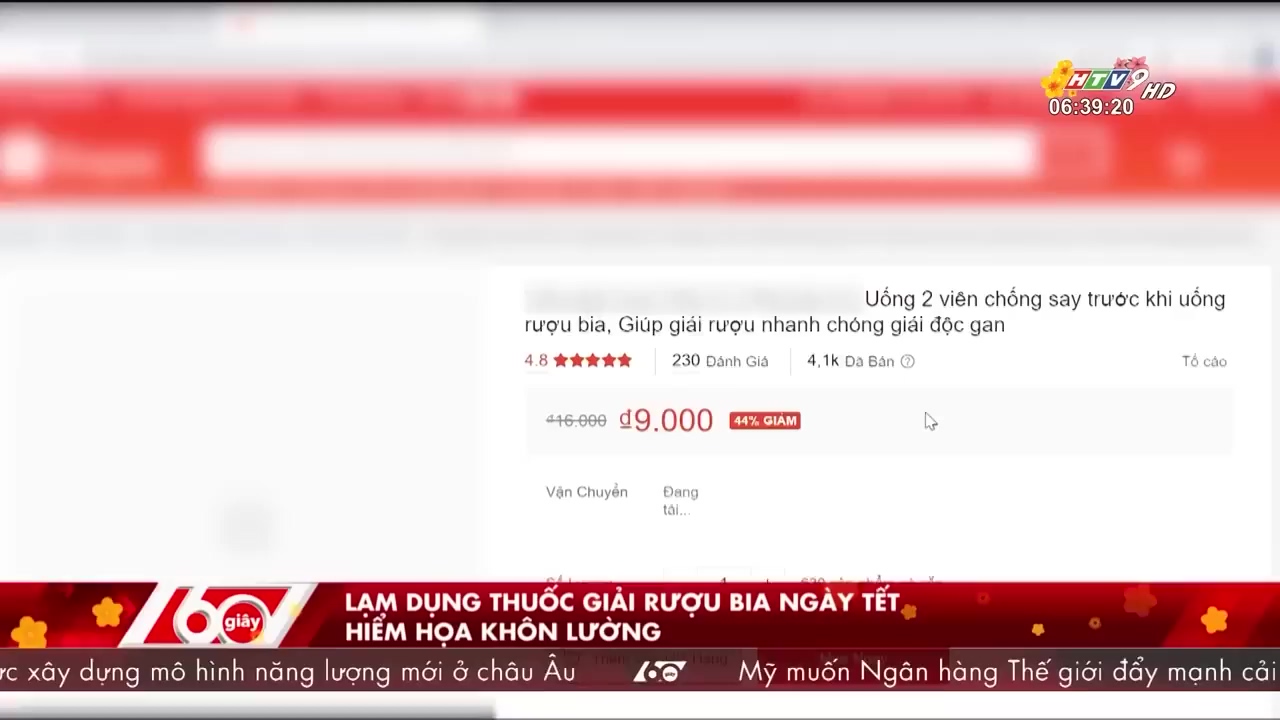 HTV9 HD
06:39:20
Uống 2 viên chống say trước khi uống
rượu bia, Giúp giải rượu nhanh chóng giải độc gan
4.8 230 Đánh Giá 4,1k Đã Bán ? Tố cáo
₫16.000 ₫9.000 44% GIẢM
Vận Chuyển Đang
tải...
60 giây
LẠM DỤNG THUỐC GIẢI RƯỢU BIA NGÀY TẾT
HIỂM HỌA KHÔN LƯỜNG
ực xây dựng mô hình năng lượng mới ở châu Âu 60 giây Mỹ muốn Ngân hàng Thế giới đẩy mạnh cải